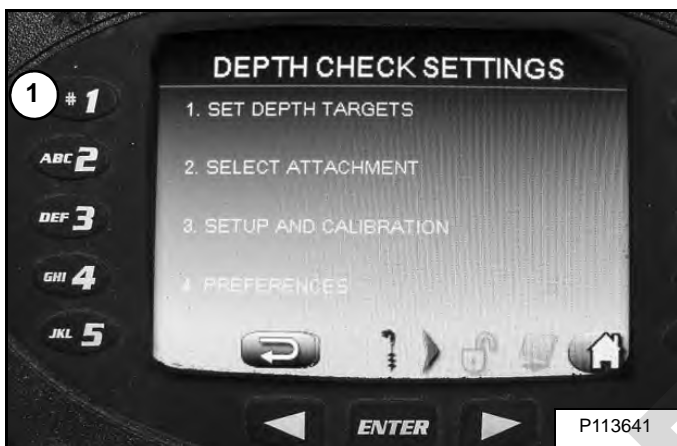 DEPTH CHECK SETTINGS
1
# 1
1. SET DEPTH TARGETS
ABC 2
2. SELECT ATTACHMENT
DEF 3
3. SETUP AND CALIBRATION
GHI 4
4 PREFERENCES
JKL 5
ENTER
P113641